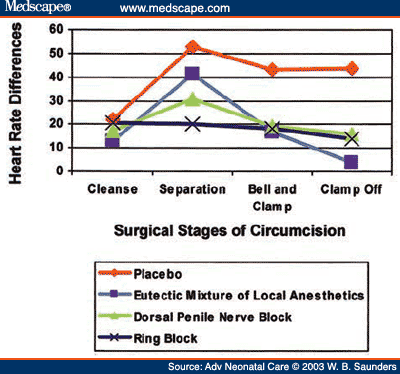 Medscape® www.medscape.com
Heart Rate Differences
60
50
40
30
20
10
0
Cleanse Separation Bell and Clamp Clamp Off
Surgical Stages of Circumcision
Placebo
Eutectic Mixture of Local Anesthetics
Dorsal Penile Nerve Block
Ring Block
Source: Adv Neonatal Care © 2003 W. B. Saunders